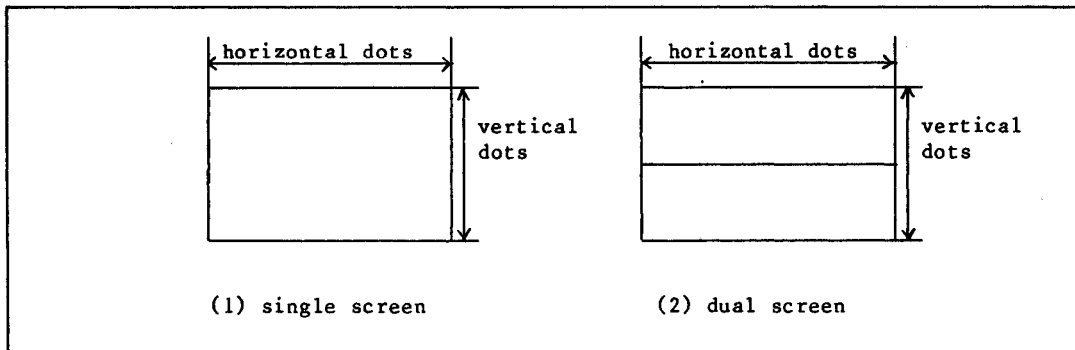 horizontal dots
vertical
dots
(1) single screen
horizontal dots
vertical
dots
(2) dual screen